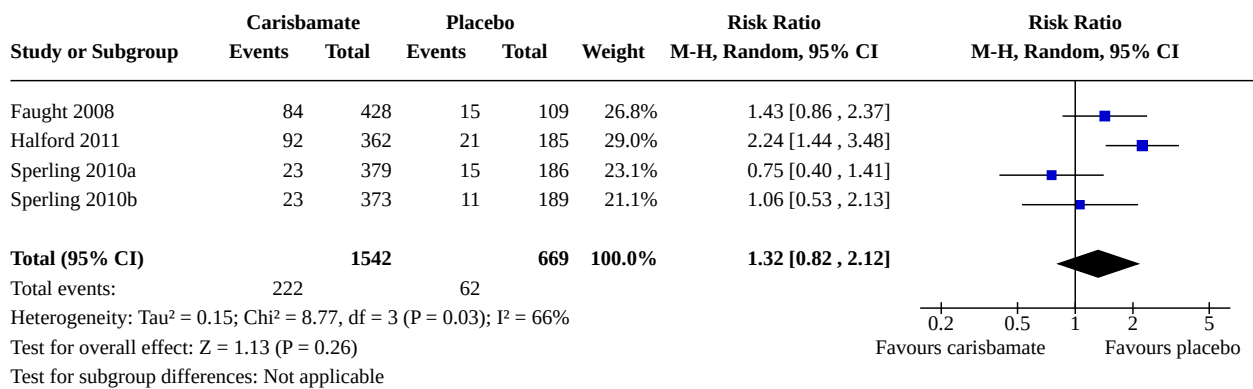 Carisbamate Placebo Risk Ratio Risk Ratio
Study or Subgroup Events Total Events Total Weight M-H, Random, 95% CI M-H, Random, 95% CI
Faught 2008 84 428 15 109 26.8% 1.43 [0.86 , 2.37]
Halford 2011 92 362 21 185 29.0% 2.24 [1.44 , 3.48]
Sperling 2010a 23 379 15 186 23.1% 0.75 [0.40 , 1.41]
Sperling 2010b 23 373 11 189 21.1% 1.06 [0.53 , 2.13]
Total (95% CI) 1542 669 100.0% 1.32 [0.82 , 2.12]
Total events: 222 62
Heterogeneity: Tau² = 0.15; Chi² = 8.77, df = 3 (P = 0.03); I² = 66%
0.2 0.5 1 2 5
Test for overall effect: Z = 1.13 (P = 0.26) Favours carisbamate Favours placebo
Test for subgroup differences: Not applicable